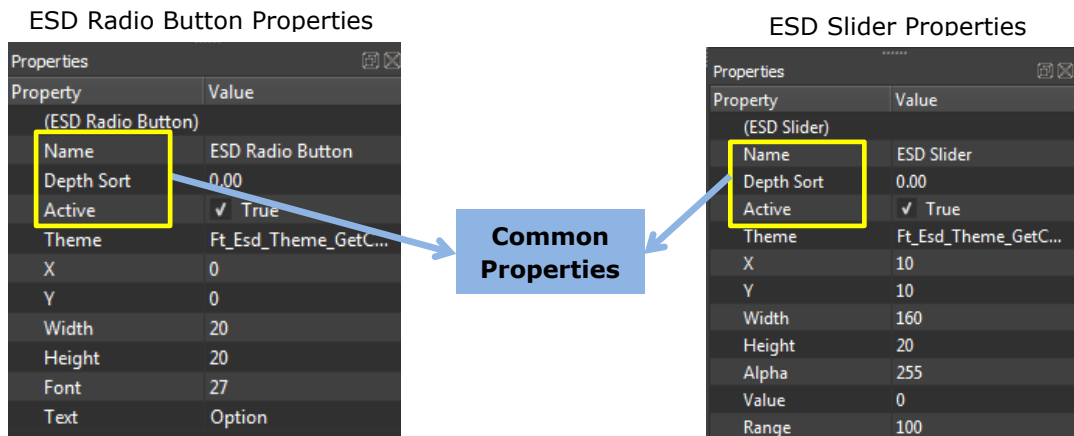 ESD Radio Button Properties
Properties
Property Value
(ESD Radio Button)
Name ESD Radio Button
Depth Sort 0.00
Active True
Theme Ft_Esd_Theme_GetC...
X 0
Y 0
Width 20
Height 20
Font 27
Text Option
Common
Properties
ESD Slider Properties
Properties
Property Value
(ESD Slider)
Name ESD Slider
Depth Sort 0.00
Active True
Theme Ft_Esd_Theme_GetC...
X 10
Y 10
Width 160
Height 20
Alpha 255
Value 0
Range 100